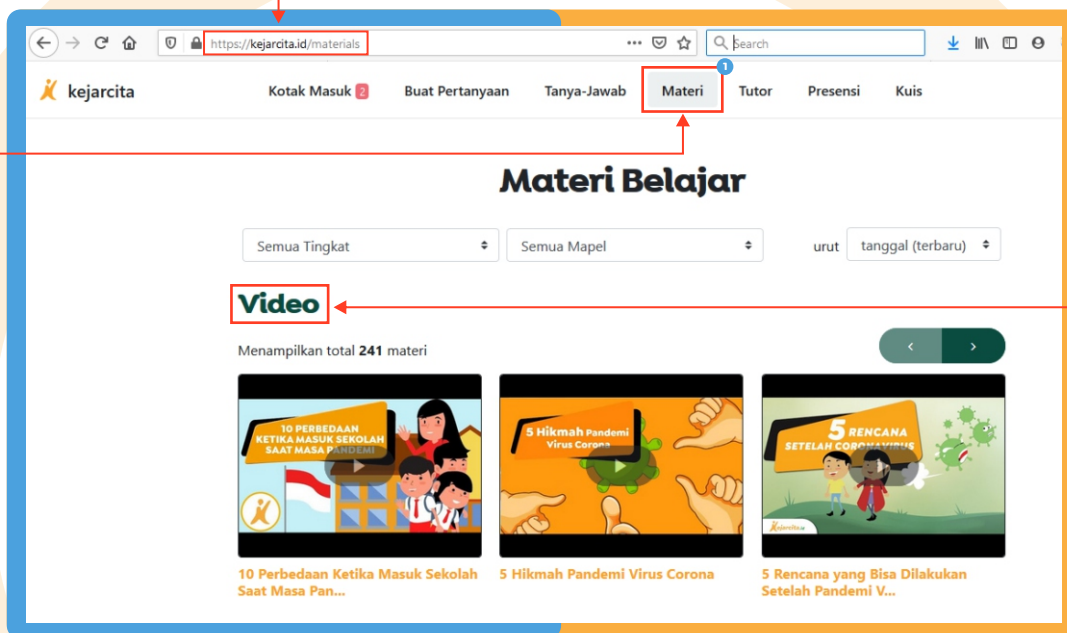 https://kejarcita.id/materials
Search
kejarcita
Kotak Masuk 2
Buat Pertanyaan
Tanya-Jawab
Materi
1
Tutor
Presensi
Kuis
Materi Belajar
Semua Tingkat
Semua Mapel
urut
tanggal (terbaru)
Video
Menampilkan total 241 materi
10 PERBEDAAN
KETIKA MASUK SEKOLAH
SAAT MASA PANDEMI
5 Hikmah Pandemi
Virus Corona
5 RENCANA
SETELAH CORONAVIRUS
kejarcita.id
10 Perbedaan Ketika Masuk Sekolah
Saat Masa Pan...
5 Hikmah Pandemi Virus Corona
5 Rencana yang Bisa Dilakukan
Setelah Pandemi V...